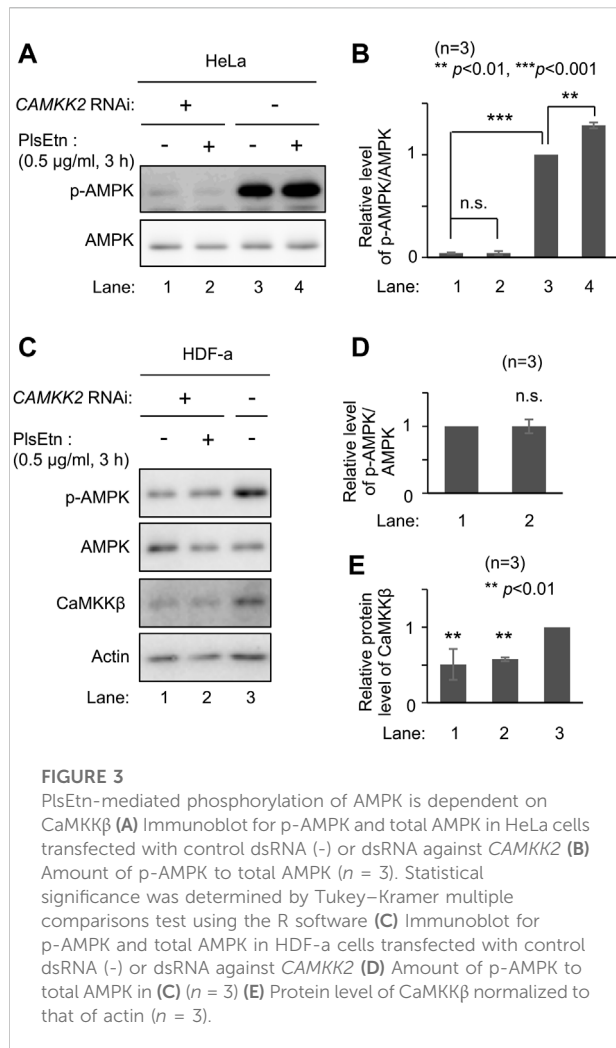 A
HeLa
CAMKK2 RNAi: + -
PlsEtn : - + - +
(0.5 µg/ml, 3 h)
p-AMPK
AMPK
Lane: 1 2 3 4
B
(n=3)
** p<0.01, ***p<0.001
Relative level
of p-AMPK/AMPK
**
***
n.s.
1
0
1 2 3 4
C
HDF-a
CAMKK2 RNAi: + -
PlsEtn : - + -
(0.5 µg/ml, 3 h)
p-AMPK
AMPK
CaMKKβ
Actin
Lane: 1 2 3
D
(n=3)
n.s.
Relative level
of p-AMPK/
AMPK
1
0
Lane: 1 2
E
(n=3)
** p<0.01
Relative protein
level of CaMKKβ
** **
1
0
Lane: 1 2 3
FIGURE 3
PlsEtn-mediated phosphorylation of AMPK is dependent on
CaMKKβ (A) Immunoblot for p-AMPK and total AMPK in HeLa cells
transfected with control dsRNA (-) or dsRNA against CAMKK2 (B)
Amount of p-AMPK to total AMPK (n = 3). Statistical
significance was determined by Tukey–Kramer multiple
comparisons test using the R software (C) Immunoblot for
p-AMPK and total AMPK in HDF-a cells transfected with control
dsRNA (-) or dsRNA against CAMKK2 (D) Amount of p-AMPK to
total AMPK in (C) (n = 3) (E) Protein level of CaMKKβ normalized to
that of actin (n = 3).